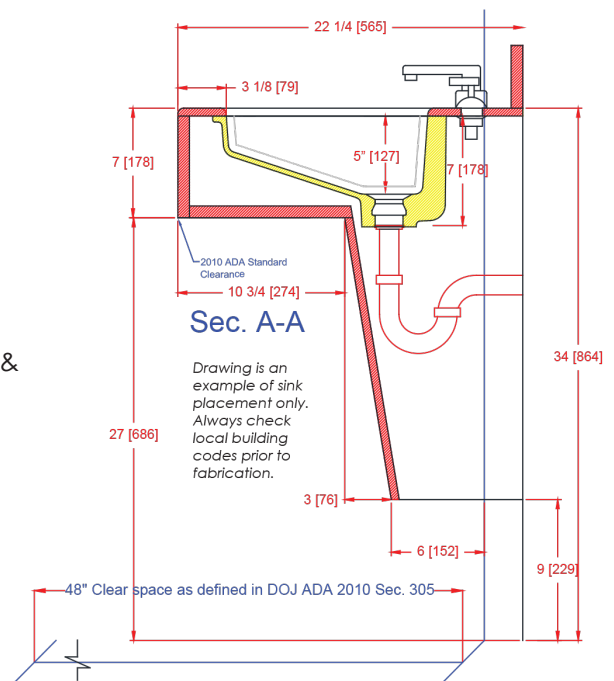 22 1/4 [565]
3 1/8 [79]
7 [178]
5” [127]
7 [178]
2010 ADA Standard
Clearance
10 3/4 [274]
Sec. A-A
&
34 [864]
Drawing is an
example of sink
placement only.
Always check
local building
codes prior to
fabrication.
27 [686]
3 [76]
6 [152]
9 [229]
48" Clear space as defined in DOJ ADA 2010 Sec. 305